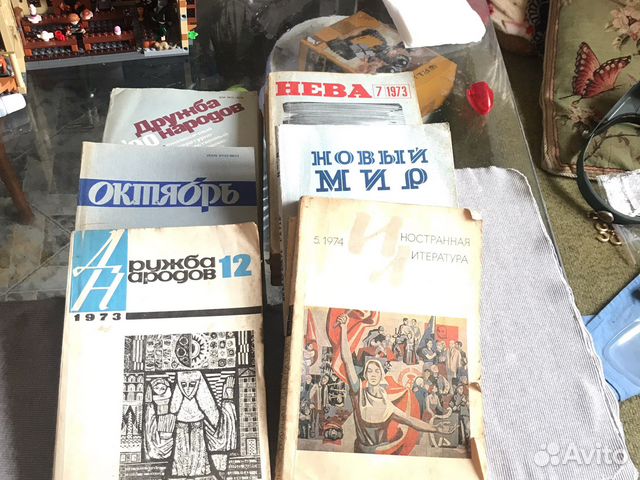 Дружба
народов
НЕВА 7/1973
ОКТЯБРЬ
НОВЫЙ
МИР
Дружба
Народов 12
1973
5.1974 Иностранная
Литература
Avito